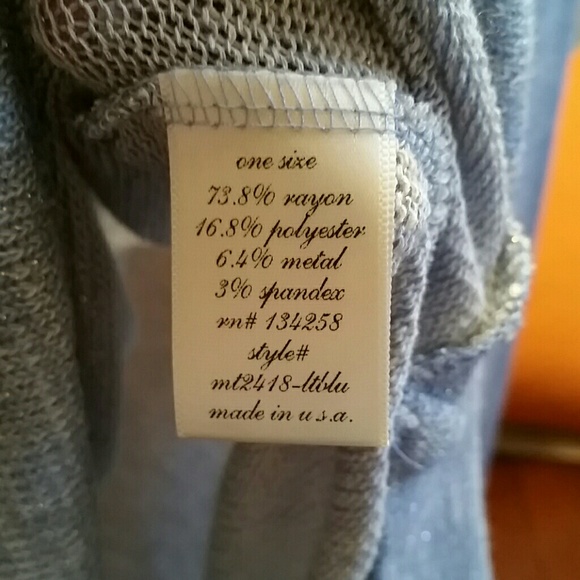 one size
73.8% rayon
16.8% polyester
6.4% metal
3% spandex
rn# 134258
style#
mt2418-ltblu
made in u.s.a.